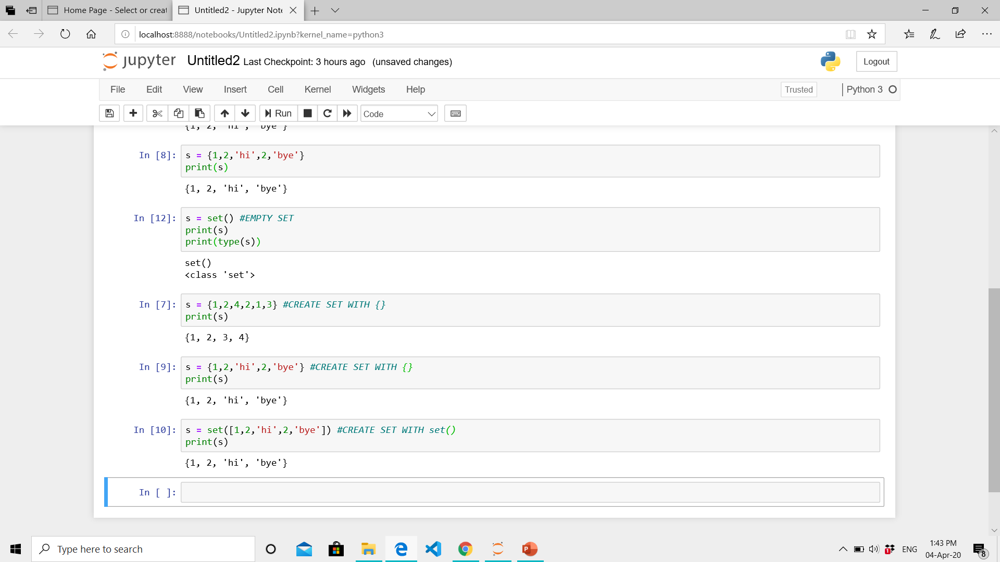 Home Page - Select or creat
Untitled2 - Jupyter Note
localhost:8888/notebooks/Untitled2.ipynb?kernel_name=python3
jupyter Untitled2 Last Checkpoint: 3 hours ago (unsaved changes)
Logout
File Edit View Insert Cell Kernel Widgets Help
Trusted
Python 3
Run
Code
{1, 2, 'hi', 'bye'}
In [8]: s = {1,2,'hi',2,'bye'}
print(s)
{1, 2, 'hi', 'bye'}
In [12]: s = set() #EMPTY SET
print(s)
print(type(s))
set()
<class 'set'>
In [7]: s = {1,2,4,2,1,3} #CREATE SET WITH {}
print(s)
{1, 2, 3, 4}
In [9]: s = {1,2,'hi',2,'bye'} #CREATE SET WITH {}
print(s)
{1, 2, 'hi', 'bye'}
In [10]: s = set([1,2,'hi',2,'bye']) #CREATE SET WITH set()
print(s)
{1, 2, 'hi', 'bye'}
In [ ]:
Type here to search
P
1
ENG
1:43 PM
04-Apr-20
8